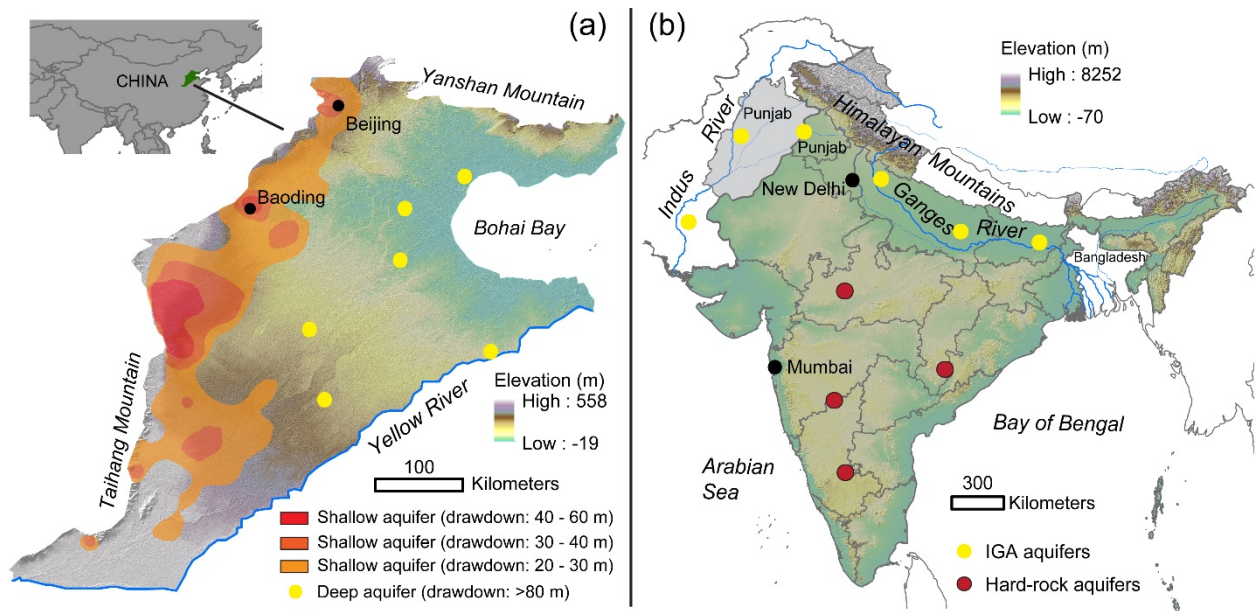 (a)
CHINA
Yanshan Mountain
Beijing
Baoding
Bohai Bay
Taihang Mountain
Yellow River
Elevation (m)
High : 558
Low : -19
100
Kilometers
Shallow aquifer (drawdown: 40 - 60 m)
Shallow aquifer (drawdown: 30 - 40 m)
Shallow aquifer (drawdown: 20 - 30 m)
Deep aquifer (drawdown: >80 m)
(b)
Elevation (m)
High : 8252
Low : -70
Indus River
Punjab
Punjab
Himalayan Mountains
New Delhi
Ganges River
Bangladesh
Mumbai
Bay of Bengal
Arabian
Sea
300
Kilometers
IGA aquifers
Hard-rock aquifers